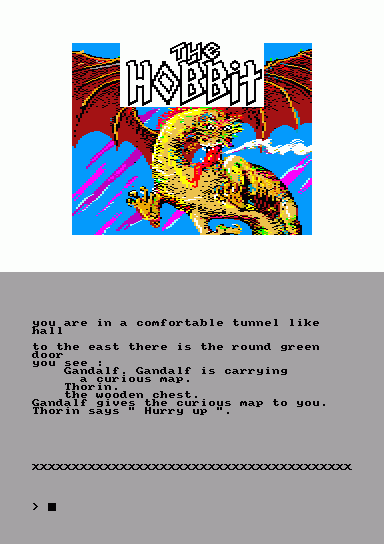 THE
HOBBit
you are in a comfortable tunnel like
hall
to the east there is the round green
door
you see :
Gandalf. Gandalf is carrying
a curious map.
Thorin.
the wooden chest.
Gandalf gives the curious map to you.
Thorin says " Hurry up ".
xxxxxxxxxxxxxxxxxxxxxxxxxxxxxxxxxxxxxxxx
>